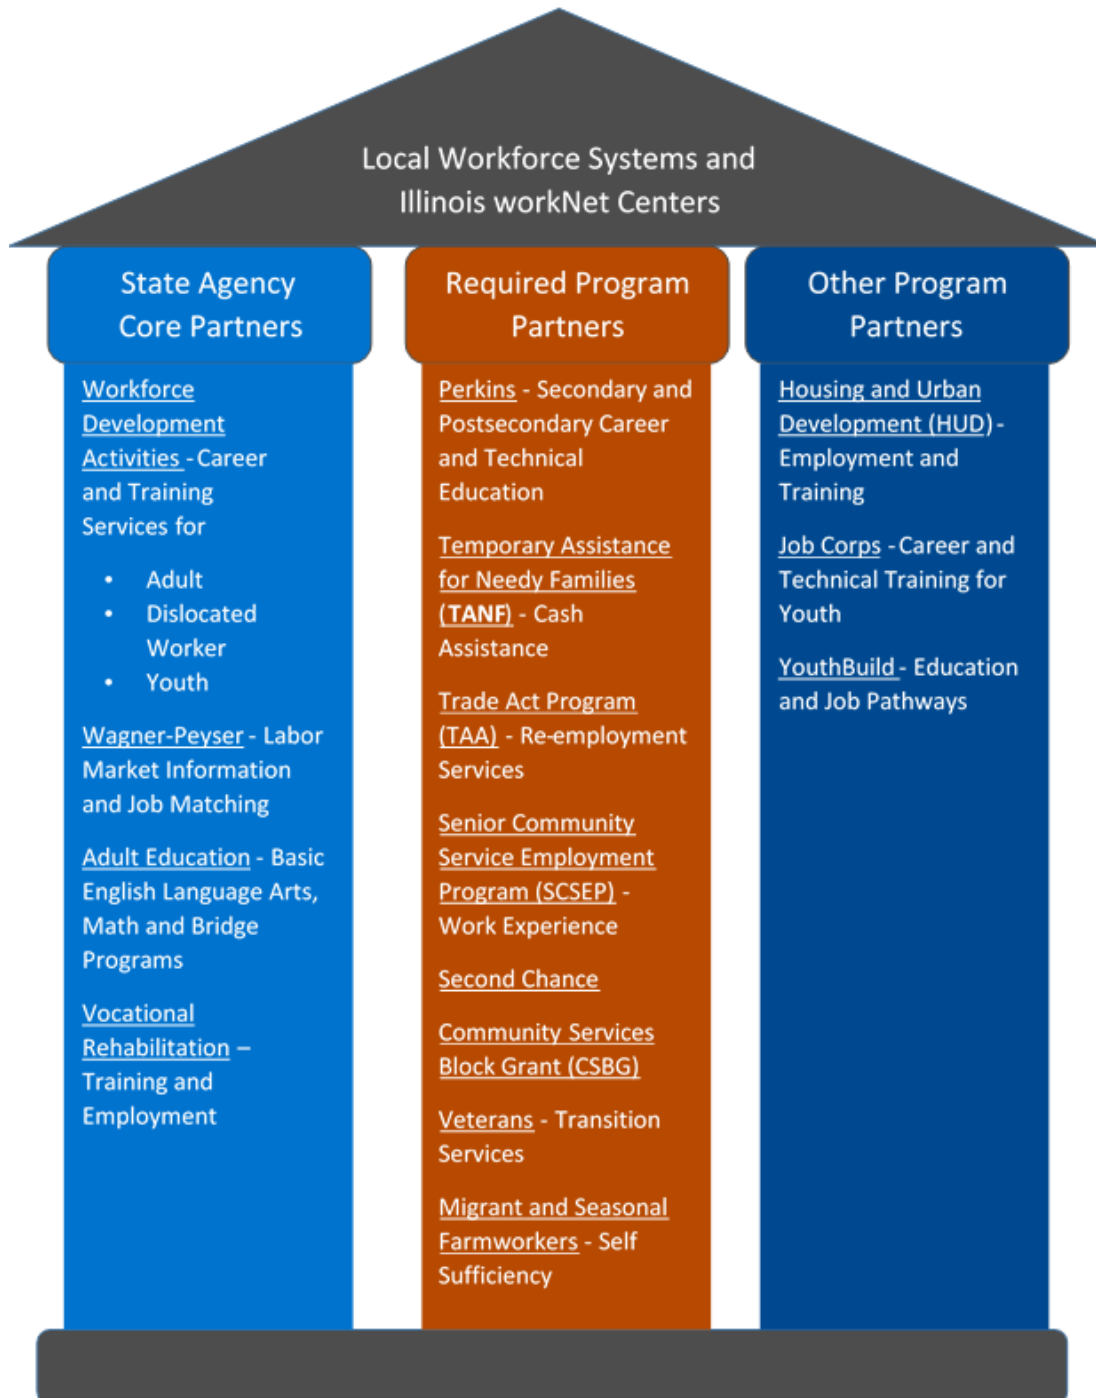 Local Workforce Systems and
Illinois workNet Centers
State Agency
Core Partners
Workforce
Development
Activities - Career
and Training
Services for
• Adult
• Dislocated
Worker
• Youth
Wagner-Peyser - Labor
Market Information
and Job Matching
Adult Education - Basic
English Language Arts,
Math and Bridge
Programs
Vocational
Rehabilitation –
Training and
Employment
Required Program
Partners
Perkins - Secondary and
Postsecondary Career
and Technical
Education
Temporary Assistance
for Needy Families
(TANF) - Cash
Assistance
Trade Act Program
(TAA) - Re-employment
Services
Senior Community
Service Employment
Program (SCSEP) -
Work Experience
Second Chance
Community Services
Block Grant (CSBG)
Veterans - Transition
Services
Migrant and Seasonal
Farmworkers - Self
Sufficiency
Other Program
Partners
Housing and Urban
Development (HUD) -
Employment and
Training
Job Corps - Career and
Technical Training for
Youth
YouthBuild - Education
and Job Pathways